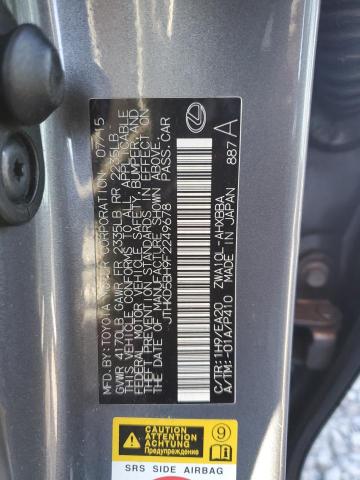 MFD.BY:TOYOTA MOTOR CORPORATION 07/15
GVWR 4170LB GAWR FR 2335LB RR 2235LB
THIS VEHICLE CONFORMS TO ALL APPLICABLE
FEDERAL MOTOR VEHICLE SAFETY, BUMPER, AND
THEFT PREVENTION STANDARDS IN EFFECT ON
THE DATE OF MANUFACTURE SHOWN ABOVE.
JTHKD5BH9F2249678 PASS.CAR
C/TR:1H9/EA20 ZWA10L-AHXBBA
A/TM:-01A/P410 MADE IN JAPAN
887
A
CAUTION
ATTENTION
ACHTUNG
Предупреждение
9
SRS SIDE AIRBAG